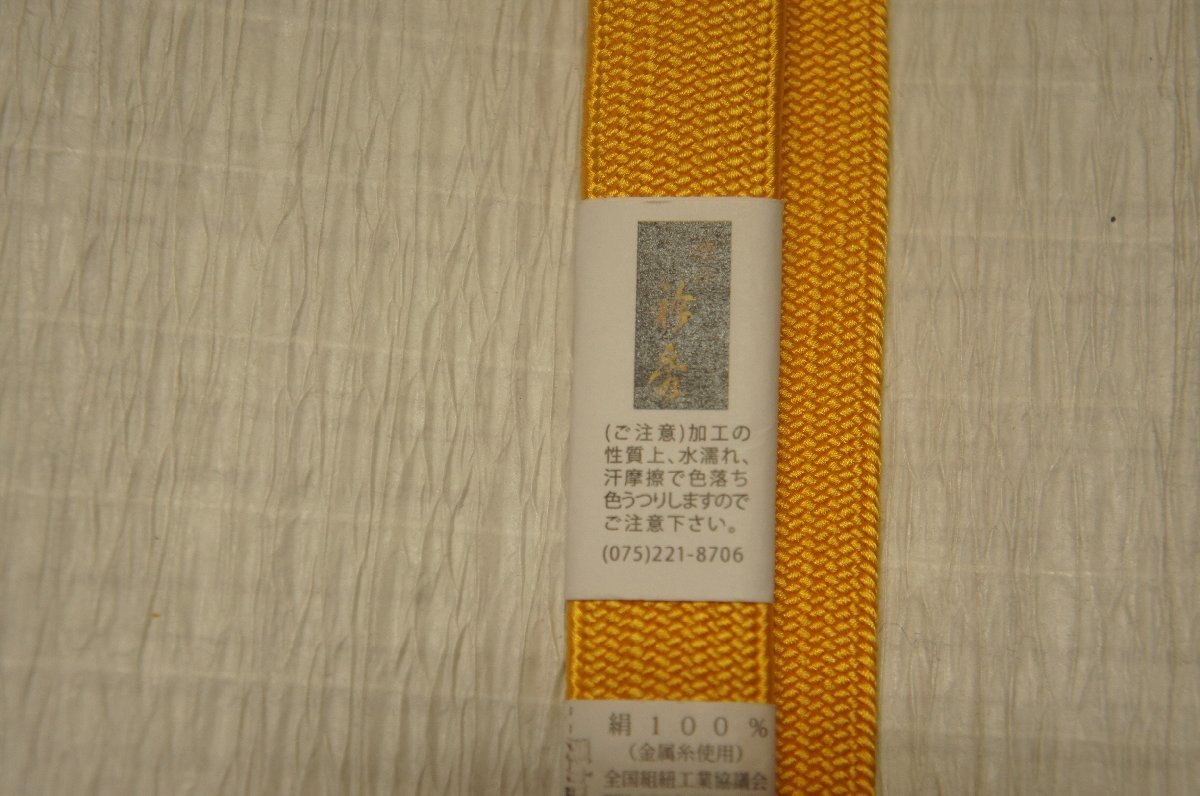 (ご注意)加工の
性質上、水濡れ、
汗摩擦で色落ち
色うつりしますので
ご注意下さい。
(075)221-8706
絹100%
(金属糸使用)
全国組紐工業協議会